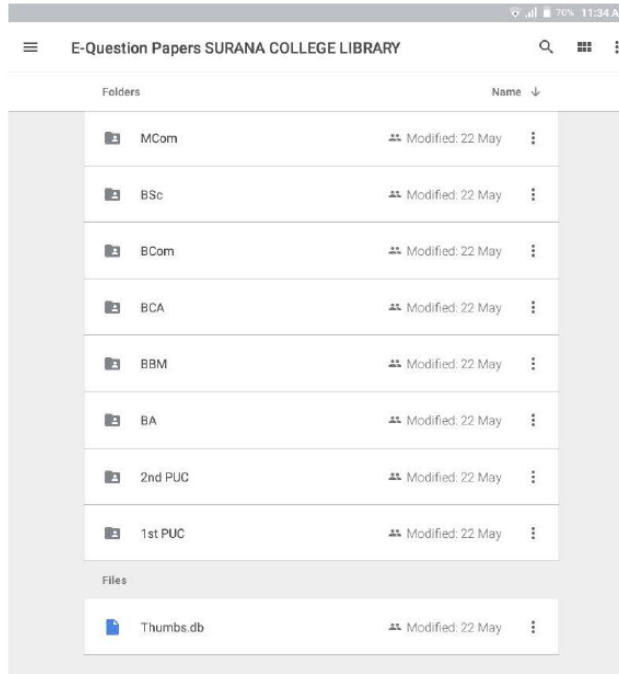 70% 11:34 A
E-Question Papers SURANA COLLEGE LIBRARY
Folders Name
MCom Modified: 22 May
BSc Modified: 22 May
BCom Modified: 22 May
BCA Modified: 22 May
BBM Modified: 22 May
BA Modified: 22 May
2nd PUC Modified: 22 May
1st PUC Modified: 22 May
Files
Thumbs.db Modified: 22 May